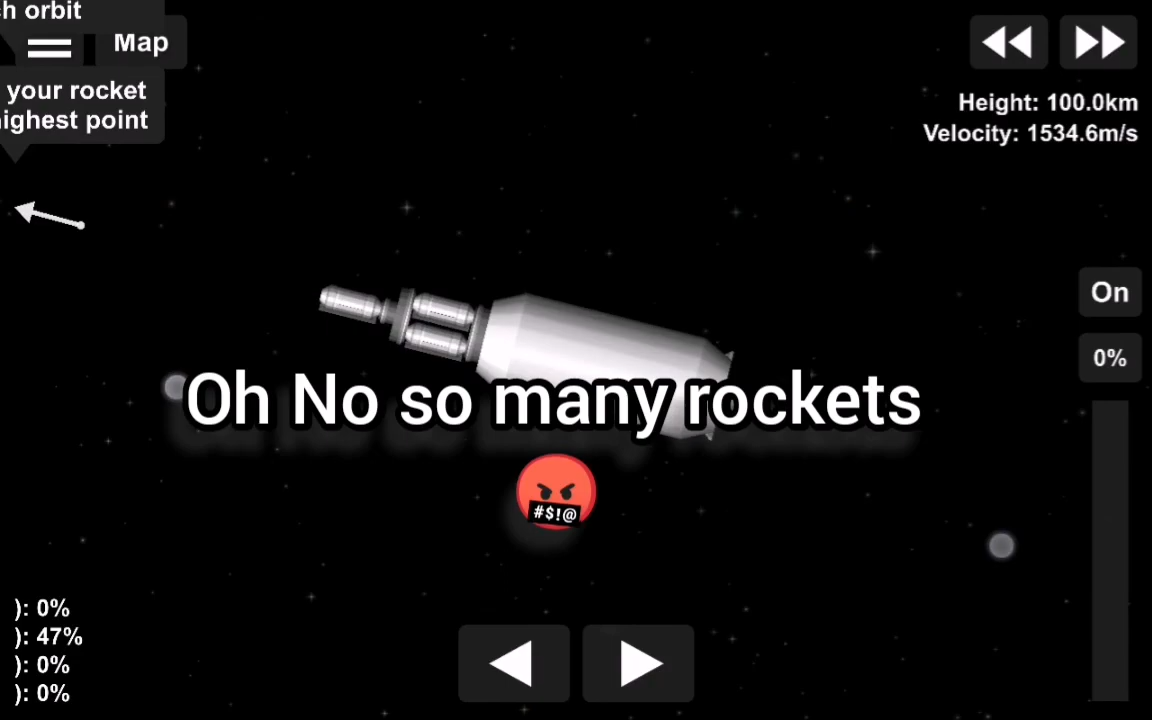 h orbit
Map
your rocket
ighest point
Height: 100.0km
Velocity: 1534.6m/s
On
0%
Oh No so many rockets
#$!@
): 0%
): 47%
): 0%
): 0%